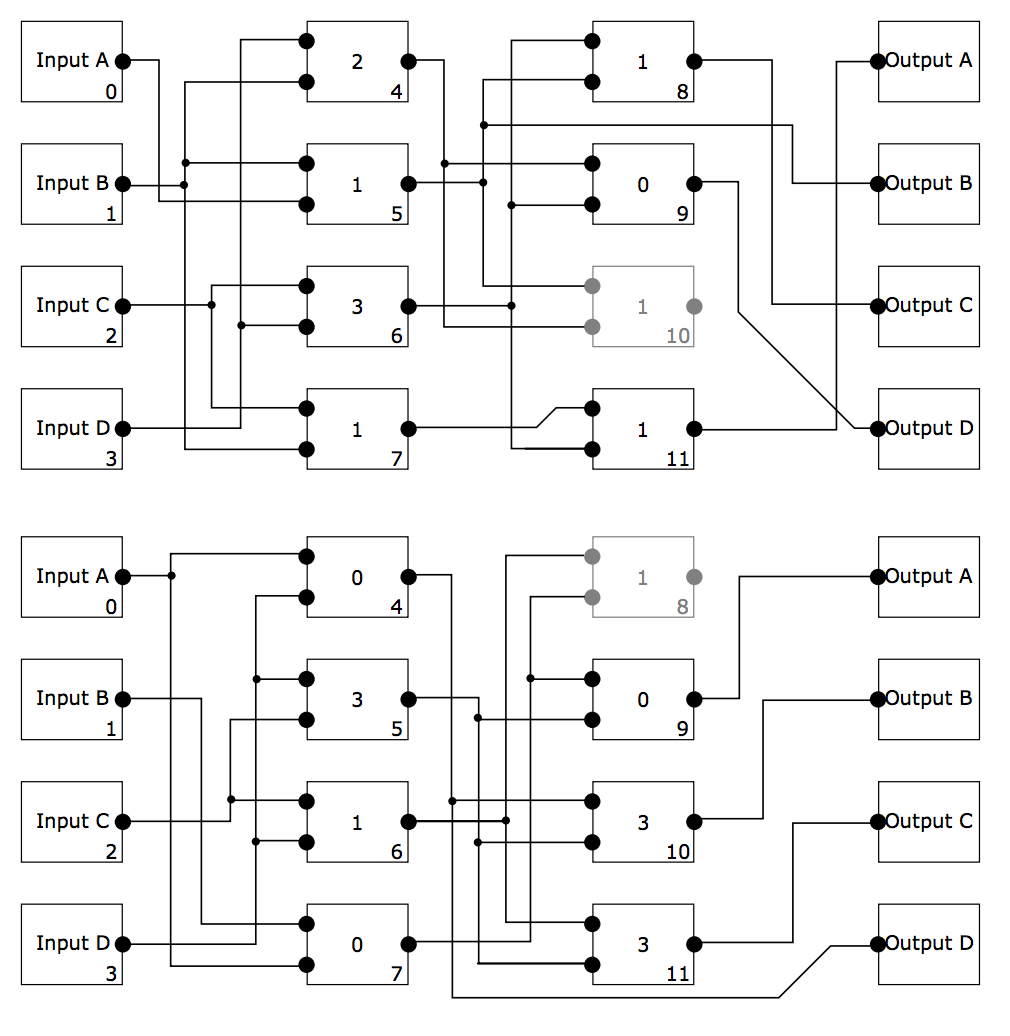 Input A 2 1 Output A
0 4 8
Input B 1 0 Output B
1 5 9
Input C 3 1 Output C
2 6 10
Input D 1 1 Output D
3 7 11
Input A 0 1 Output A
0 4 8
Input B 3 0 Output B
1 5 9
Input C 1 3 Output C
2 6 10
Input D 0 3 Output D
3 7 11